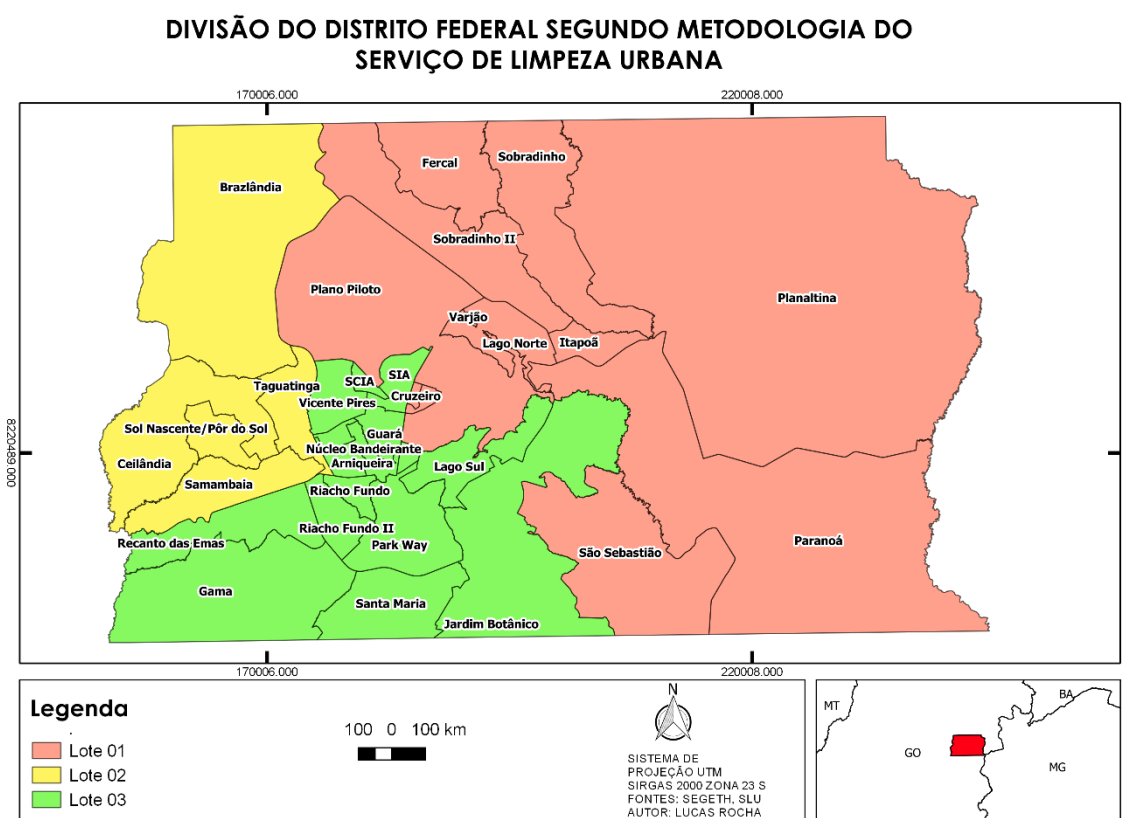 DIVISÃO DO DISTRITO FEDERAL SEGUNDO METODOLOGIA DO
SERVIÇO DE LIMPEZA URBANA
170006.000
220008.000
Fercal
Sobradinho
Brazlândia
Sobradinho II
Plano Piloto
Planaltina
Varjão
Lago Norte
Itapoã
Taguatinga
SCIA
SIA
Cruzeiro
Vicente Pires
Sol Nascente/Pôr do Sol
Guará
Núcleo Bandeirante
Arniqueira
Ceilândia
Lago Sul
8220489.000
Samambaia
Riacho Fundo
Riacho Fundo II
Recanto das Emas
Park Way
São Sebastião
Paranoá
Gama
Santa Maria
Jardim Botânico
170006.000
220008.000
Legenda
.
Lote 01
Lote 02
Lote 03
100 0 100 km
N
SISTEMA DE
PROJEÇÃO UTM
SIRGAS 2000 ZONA 23 S
FONTES: SEGETH, SLU
AUTOR: LUCAS ROCHA
MT
BA
GO
MG